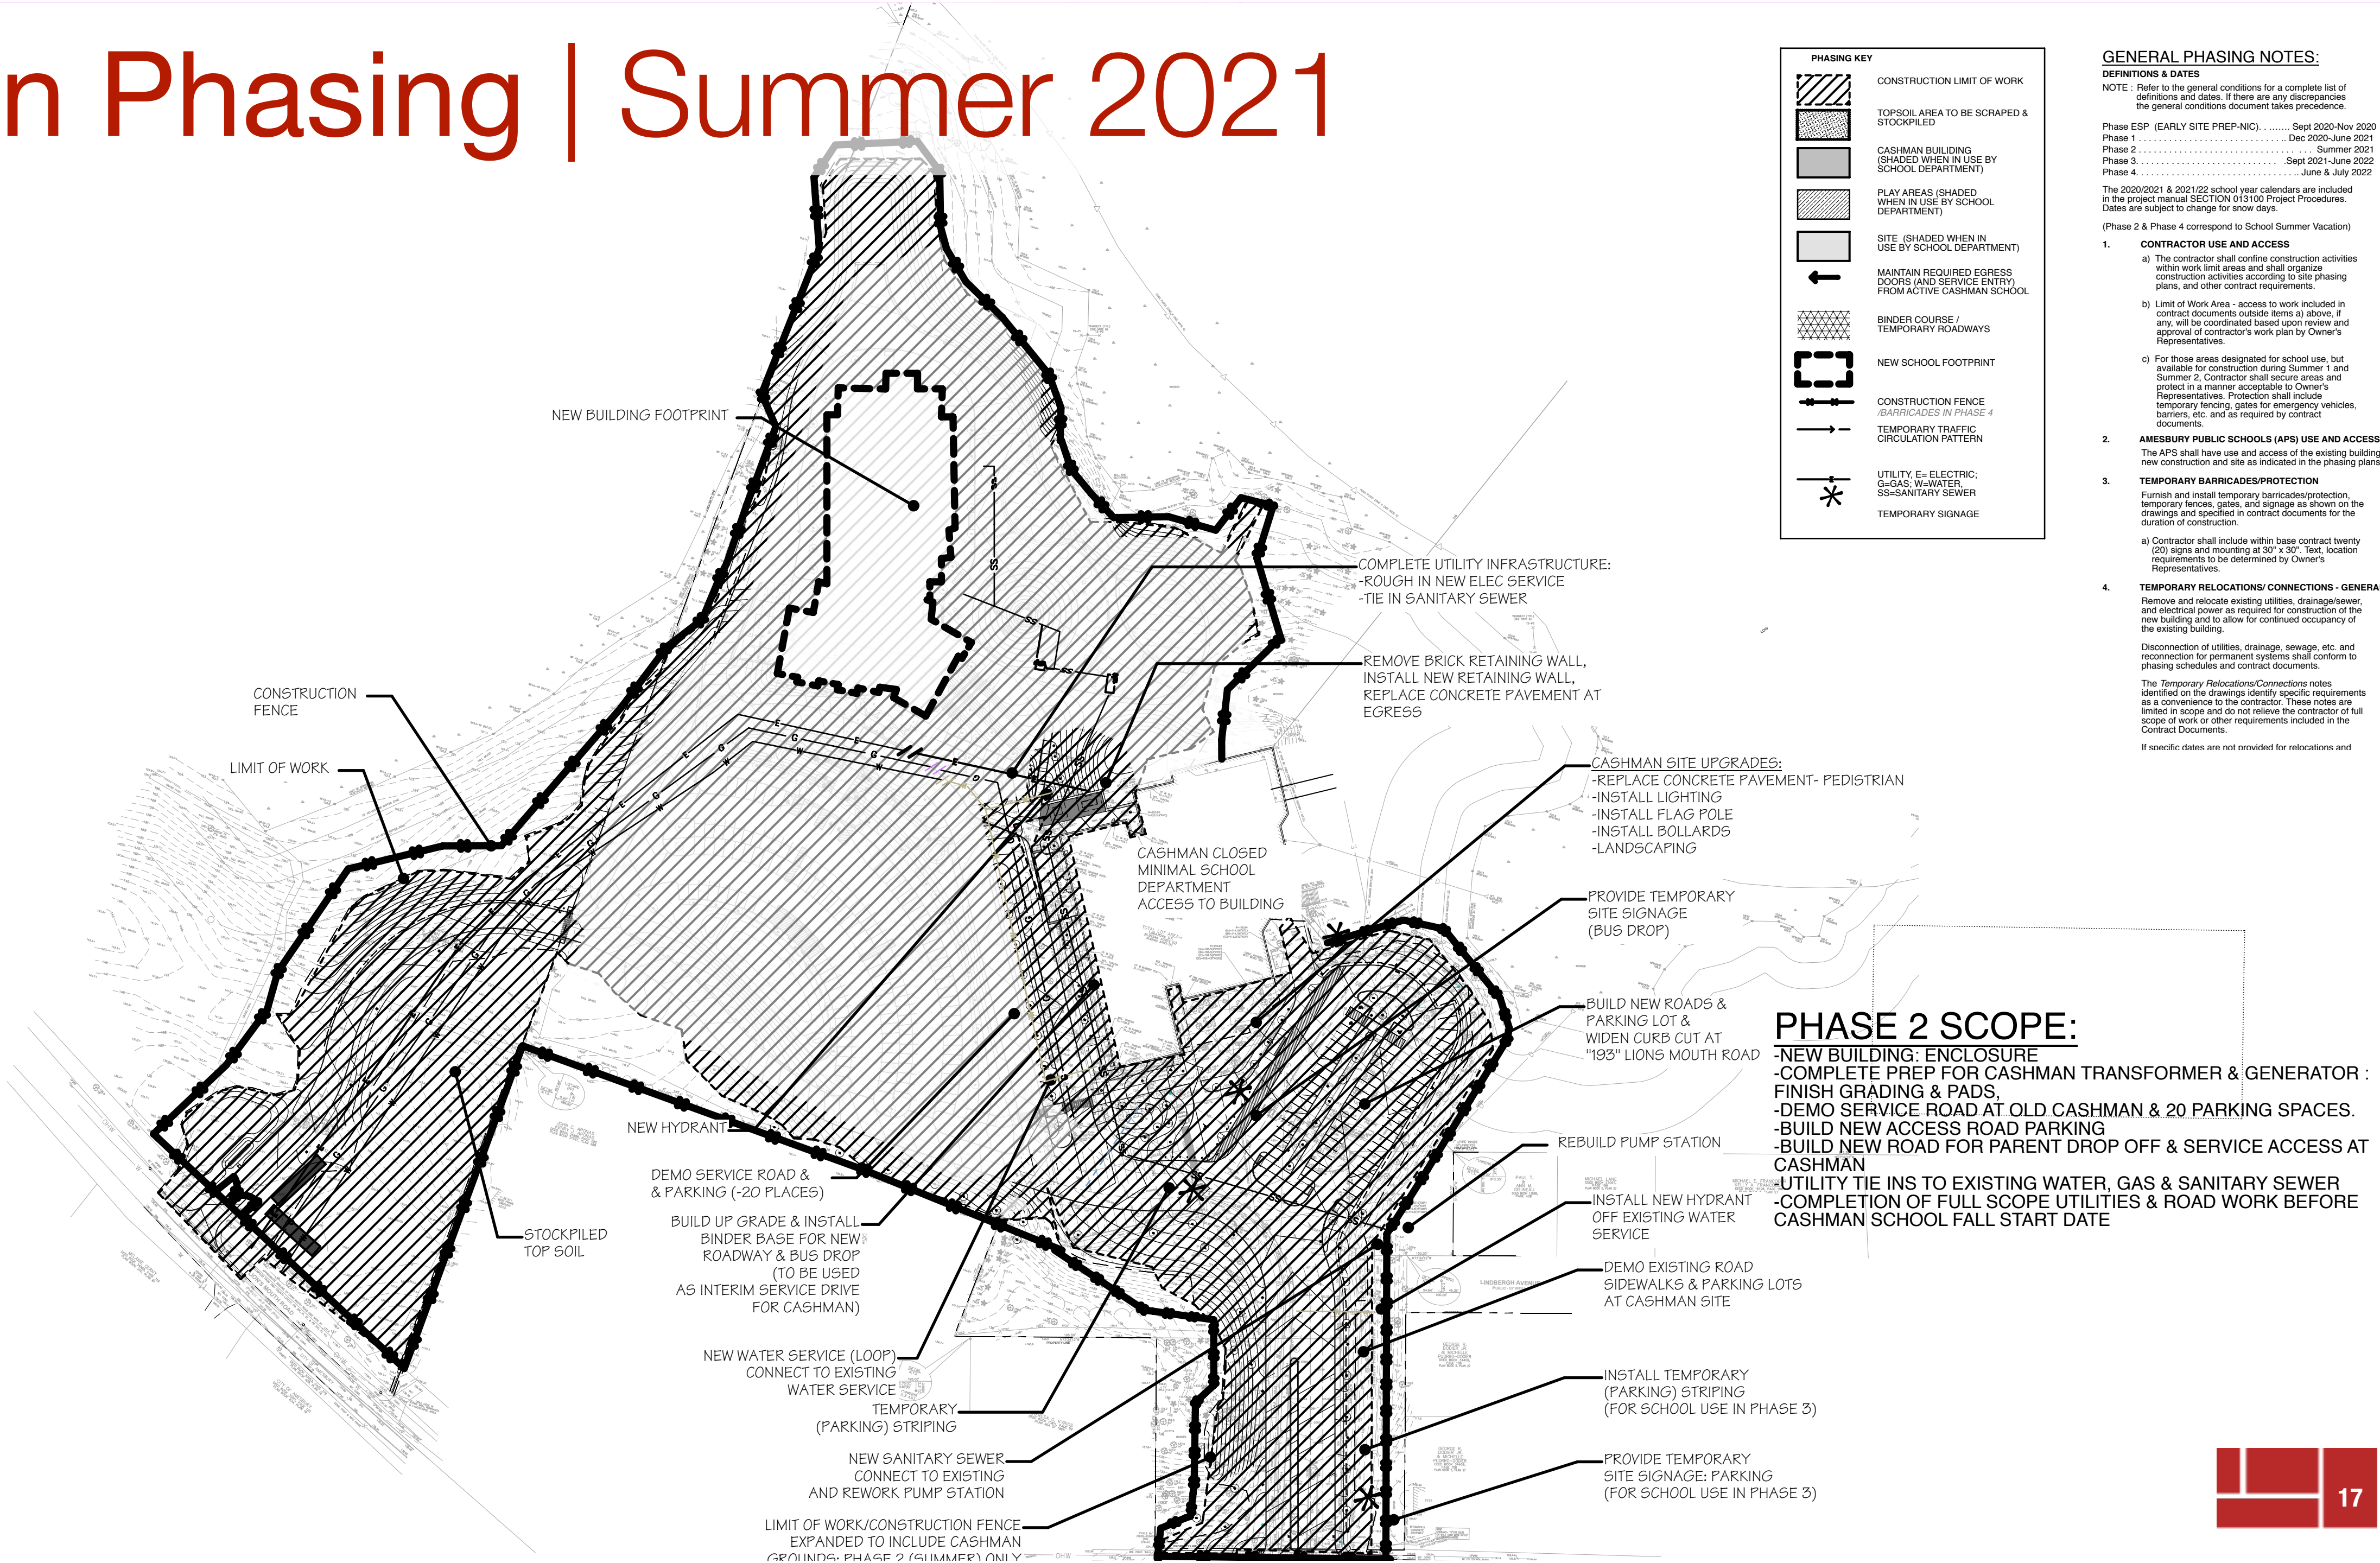 n Phasing | Summer 2021
PHASING KEY
CONSTRUCTION LIMIT OF WORK
TOPSOIL AREA TO BE SCRAPED &
STOCKPILED
CASHMAN BUILIDING
(SHADED WHEN IN USE BY
SCHOOL DEPARTMENT)
PLAY AREAS (SHADED
WHEN IN USE BY SCHOOL
DEPARTMENT)
SITE (SHADED WHEN IN
USE BY SCHOOL DEPARTMENT)
MAINTAIN REQUIRED EGRESS
DOORS (AND SERVICE ENTRY)
FROM ACTIVE CASHMAN SCHOOL
BINDER COURSE /
TEMPORARY ROADWAYS
NEW SCHOOL FOOTPRINT
CONSTRUCTION FENCE
/BARRICADES IN PHASE 4
TEMPORARY TRAFFIC
CIRCULATION PATTERN
UTILITY, E= ELECTRIC;
G=GAS; W=WATER,
SS=SANITARY SEWER
TEMPORARY SIGNAGE
GENERAL PHASING NOTES:
DEFINITIONS & DATES
NOTE : Refer to the general conditions for a complete list of
definitions and dates. If there are any discrepancies
the general conditions document takes precedence.
Phase ESP (EARLY SITE PREP-NIC). . ....... Sept 2020-Nov 2020
Phase 1 . . . . . . . . . . . . . . . . . . . . . . . . . . . . .. Dec 2020-June 2021
Phase 2 . . . . . . . . . . . . . . . . . . . . . . . . . . . . . . . . . . . Summer 2021
Phase 3. . . . . . . . . . . . . . . . . . . . . . . . . . . . .Sept 2021-June 2022
Phase 4. . . . . . . . . . . . . . . . . . . . . . . . . . . . . . . .. June & July 2022
The 2020/2021 & 2021/22 school year calendars are included
in the project manual SECTION 013100 Project Procedures.
Dates are subject to change for snow days.
(Phase 2 & Phase 4 correspond to School Summer Vacation)
1. CONTRACTOR USE AND ACCESS
a) The contractor shall confine construction activities
within work limit areas and shall organize
construction activities according to site phasing
plans, and other contract requirements.
b) Limit of Work Area - access to work included in
contract documents outside items a) above, if
any, will be coordinated based upon review and
approval of contractor's work plan by Owner's
Representatives.
c) For those areas designated for school use, but
available for construction during Summer 1 and
Summer 2, Contractor shall secure areas and
protect in a manner acceptable to Owner's
Representatives. Protection shall include
temporary fencing, gates for emergency vehicles,
barriers, etc. and as required by contract
documents.
2. AMESBURY PUBLIC SCHOOLS (APS) USE AND ACCESS
The APS shall have use and access of the existing building
new construction and site as indicated in the phasing plans
3. TEMPORARY BARRICADES/PROTECTION
Furnish and install temporary barricades/protection,
temporary fences, gates, and signage as shown on the
drawings and specified in contract documents for the
duration of construction.
a) Contractor shall include within base contract twenty
(20) signs and mounting at 30" x 30". Text, location
requirements to be determined by Owner's
Representatives.
4. TEMPORARY RELOCATIONS/ CONNECTIONS - GENERA
Remove and relocate existing utilities, drainage/sewer,
and electrical power as required for construction of the
new building and to allow for continued occupancy of
the existing building.
Disconnection of utilities, drainage, sewage, etc. and
reconnection for permanent systems shall conform to
phasing schedules and contract documents.
The Temporary Relocations/Connections notes
identified on the drawings identify specific requirements
as a convenience to the contractor. These notes are
limited in scope and do not relieve the contractor of full
scope of work or other requirements included in the
Contract Documents.
If specific dates are not provided for relocations and
NEW BUILDING FOOTPRINT
CONSTRUCTION
FENCE
LIMIT OF WORK
COMPLETE UTILITY INFRASTRUCTURE:
-ROUGH IN NEW ELEC SERVICE
-TIE IN SANITARY SEWER
REMOVE BRICK RETAINING WALL,
INSTALL NEW RETAINING WALL,
REPLACE CONCRETE PAVEMENT AT
EGRESS
CASHMAN SITE UPGRADES:
-REPLACE CONCRETE PAVEMENT- PEDISTRIAN
-INSTALL LIGHTING
-INSTALL FLAG POLE
-INSTALL BOLLARDS
-LANDSCAPING
CASHMAN CLOSED
MINIMAL SCHOOL
DEPARTMENT
ACCESS TO BUILDING
PROVIDE TEMPORARY
SITE SIGNAGE
(BUS DROP)
BUILD NEW ROADS &
PARKING LOT &
WIDEN CURB CUT AT
"193" LIONS MOUTH ROAD
PHASE 2 SCOPE:
-NEW BUILDING: ENCLOSURE
-COMPLETE PREP FOR CASHMAN TRANSFORMER & GENERATOR :
FINISH GRADING & PADS,
-DEMO SERVICE ROAD AT OLD CASHMAN & 20 PARKING SPACES.
-BUILD NEW ACCESS ROAD PARKING
-BUILD NEW ROAD FOR PARENT DROP OFF & SERVICE ACCESS AT
CASHMAN
-UTILITY TIE INS TO EXISTING WATER, GAS & SANITARY SEWER
-COMPLETION OF FULL SCOPE UTILITIES & ROAD WORK BEFORE
CASHMAN SCHOOL FALL START DATE
NEW HYDRANT
DEMO SERVICE ROAD &
& PARKING (-20 PLACES)
STOCKPILED
TOP SOIL
BUILD UP GRADE & INSTALL
BINDER BASE FOR NEW
ROADWAY & BUS DROP
(TO BE USED
AS INTERIM SERVICE DRIVE
FOR CASHMAN)
NEW WATER SERVICE (LOOP)
CONNECT TO EXISTING
WATER SERVICE
TEMPORARY
(PARKING) STRIPING
NEW SANITARY SEWER
CONNECT TO EXISTING
AND REWORK PUMP STATION
LIMIT OF WORK/CONSTRUCTION FENCE
EXPANDED TO INCLUDE CASHMAN
GROUNDS: PHASE 2 (SUMMER) ONLY
REBUILD PUMP STATION
INSTALL NEW HYDRANT
OFF EXISTING WATER
SERVICE
LINDBERGH AVENUE
DEMO EXISTING ROAD
SIDEWALKS & PARKING LOTS
AT CASHMAN SITE
INSTALL TEMPORARY
(PARKING) STRIPING
(FOR SCHOOL USE IN PHASE 3)
PROVIDE TEMPORARY
SITE SIGNAGE: PARKING
(FOR SCHOOL USE IN PHASE 3)
17